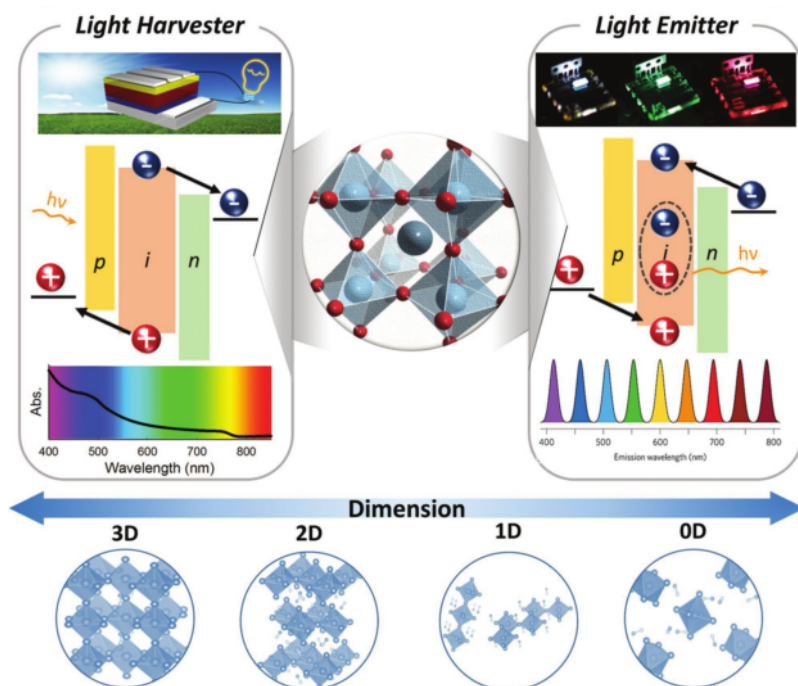 Light Harvester
Light Emitter
-
-
hν
p
i
n
+
+
Abs.
400 500 600 700 800
Wavelength (nm)
-
-
-
p
i
n
hν
+
+
+
400 500 600 700 800
Emission wavelength (nm)
Dimension
3D
2D
1D
0D